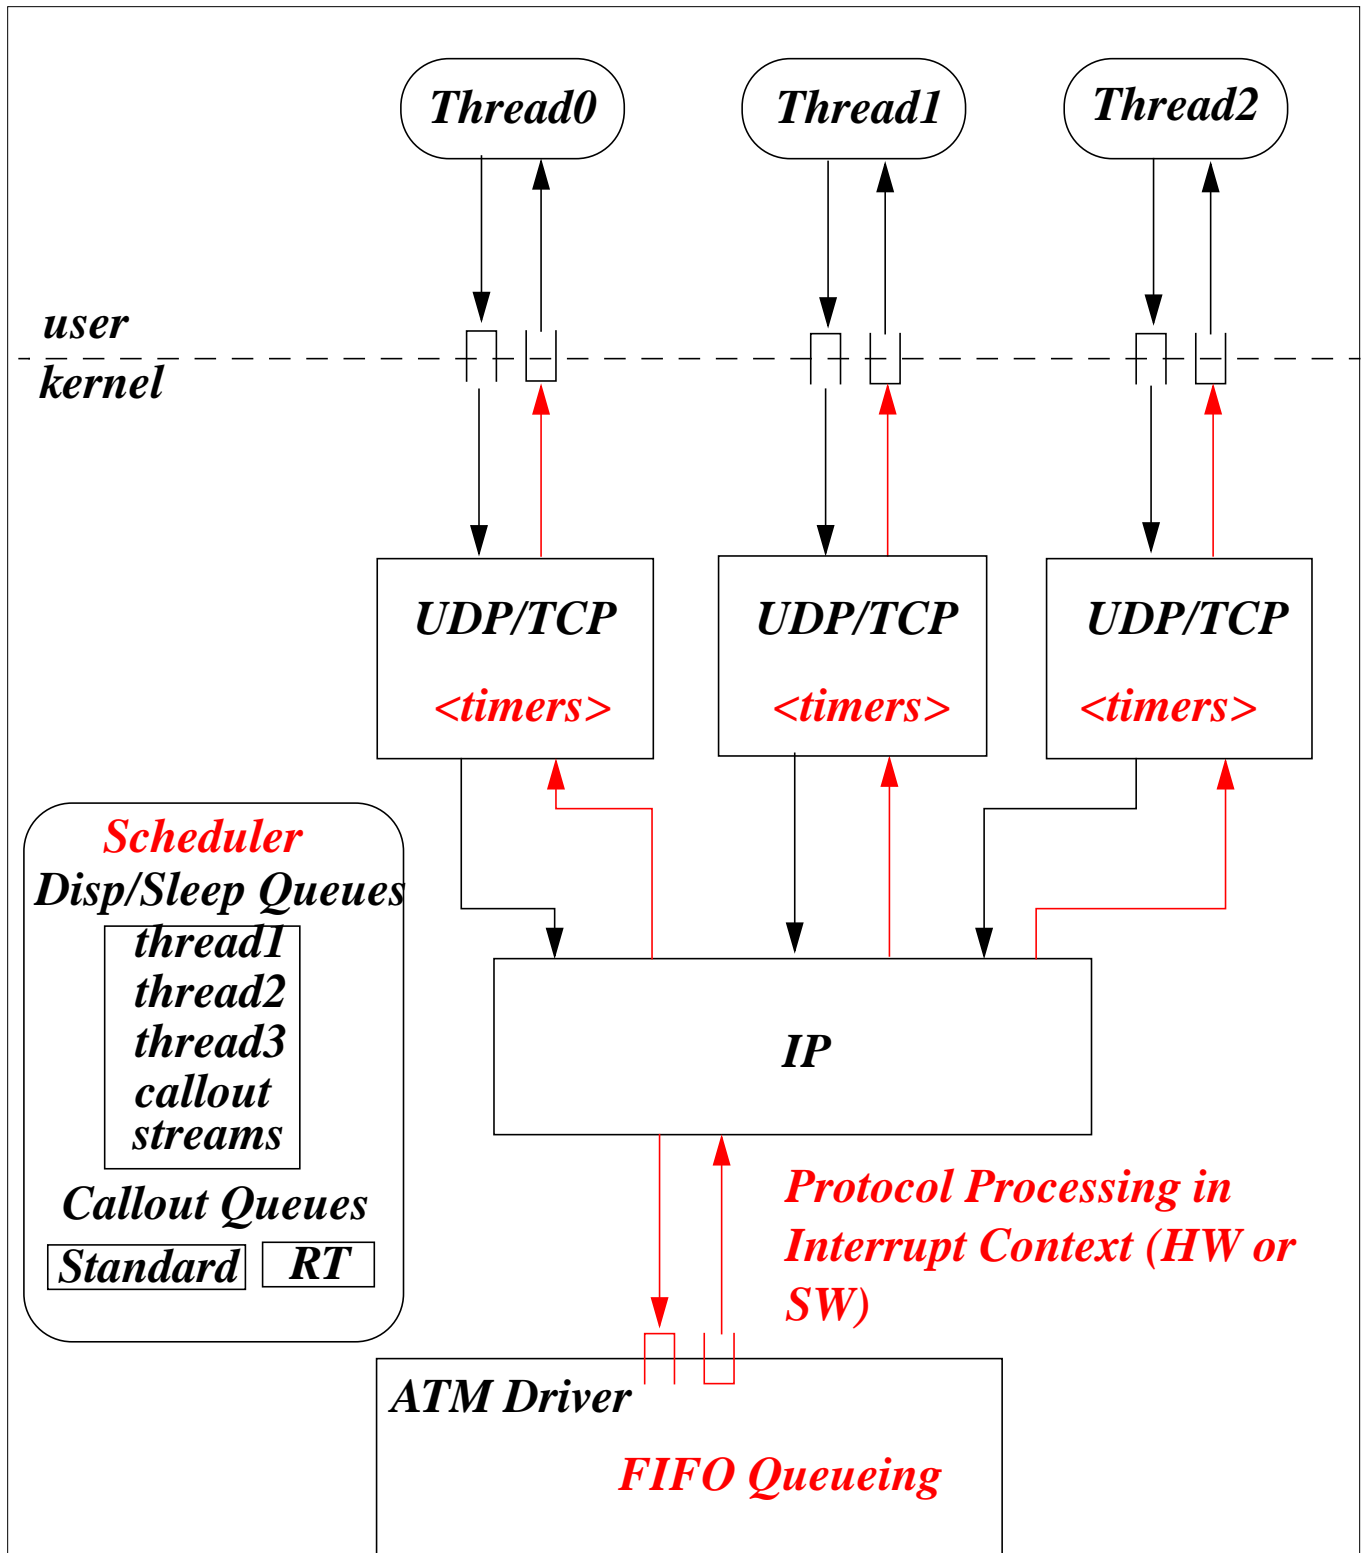 Thread0
Thread1
Thread2
user
kernel
UDP/TCP
<timers>
UDP/TCP
<timers>
UDP/TCP
<timers>
Scheduler
Disp/Sleep Queues
thread1
thread2
thread3
callout
streams
Callout Queues
Standard
RT
IP
Protocol Processing in
Interrupt Context (HW or
SW)
ATM Driver
FIFO Queueing